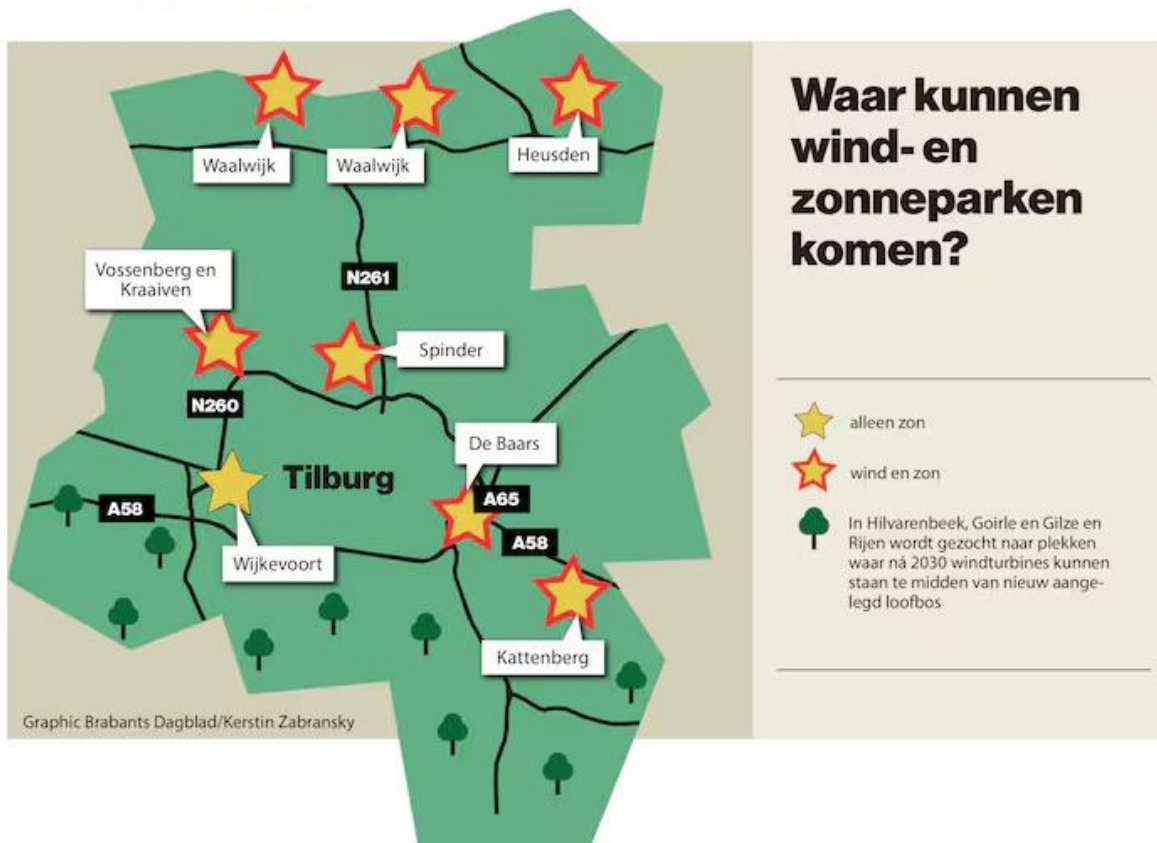 Waar kunnen
wind- en
zonneparken
komen?
Waalwijk
Waalwijk
Heusden
Vossenberg en
Kraaiven
N261
Spinder
N260
De Baars
Tilburg
A65
A58
A58
Wijkevoort
Kattenberg
alleen zon
wind en zon
In Hilvarenbeek, Goirle en Gilze en
Rijen wordt gezocht naar plekken
waar ná 2030 windturbines kunnen
staan te midden van nieuw aange-
legd loofbos
Graphic Brabants Dagblad/Kerstin Zabransky